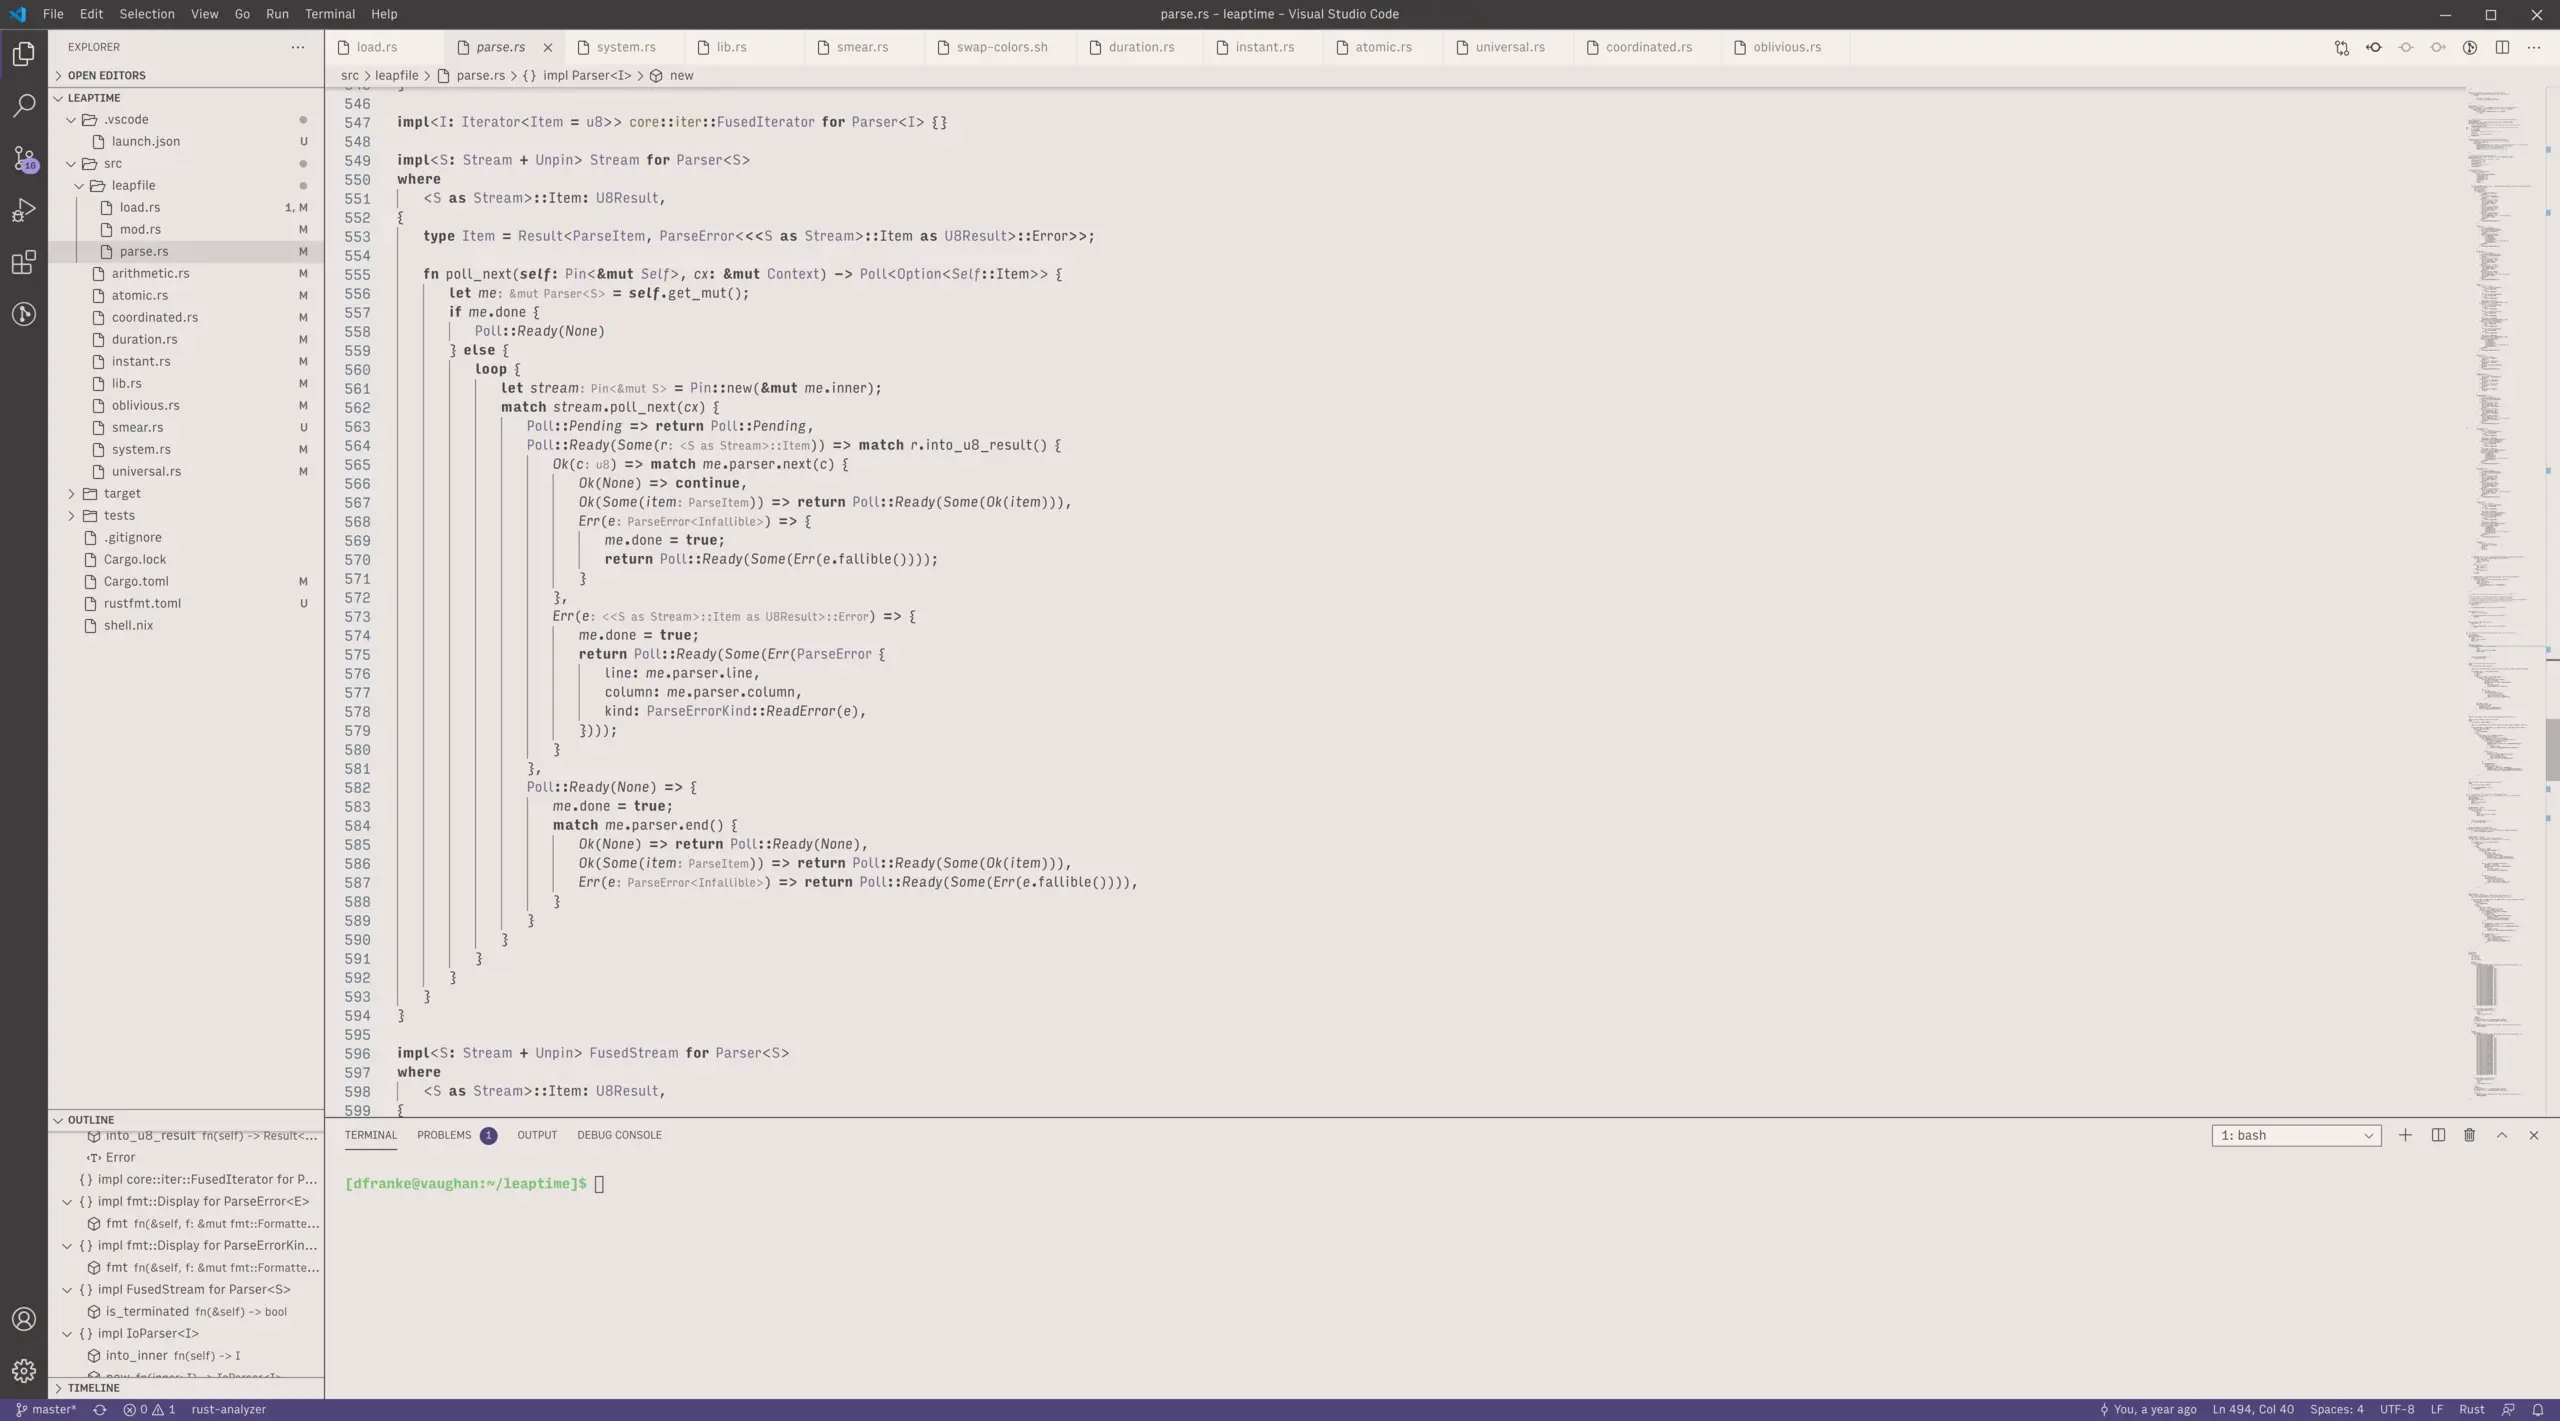 File Edit Selection View Go Run Terminal Help
parse.rs - leaptime - Visual Studio Code
EXPLORER
OPEN EDITORS
LEAPTIME
.vscode
launch.json U
src
leapfile
load.rs 1, M
mod.rs M
parse.rs M
arithmetic.rs M
atomic.rs M
coordinated.rs M
duration.rs M
instant.rs M
lib.rs M
oblivious.rs M
smear.rs U
system.rs M
universal.rs M
target
tests
.gitignore
Cargo.lock
Cargo.toml M
rustfmt.toml U
shell.nix
16
OUTLINE
into_u8_result fn(self) -> Result<...
Error
{} impl core::iter::FusedIterator for P...
{} impl fmt::Display for ParseError<E>
fmt fn(&self, f: &mut fmt::Formatte...
{} impl fmt::Display for ParseErrorKin...
fmt fn(&self, f: &mut fmt::Formatte...
{} impl FusedStream for Parser<S>
is_terminated fn(&self) -> bool
{} impl IoParser<I>
into_inner fn(self) -> I
TIMELINE
load.rs parse.rs system.rs lib.rs smear.rs swap-colors.sh duration.rs instant.rs atomic.rs universal.rs coordinated.rs oblivious.rs
src > leapfile > parse.rs > {} impl Parser<I> > new
546
547 impl<I: Iterator<Item = u8>> core::iter::FusedIterator for Parser<I> {}
548
549 impl<S: Stream + Unpin> Stream for Parser<S>
550 where
551 <S as Stream>::Item: U8Result,
552 {
553 type Item = Result<ParseItem, ParseError<<<S as Stream>::Item as U8Result>::Error>>;
554
555 fn poll_next(self: Pin<&mut Self>, cx: &mut Context) -> Poll<Option<Self::Item>> {
556 let me: &mut Parser<S> = self.get_mut();
557 if me.done {
558 Poll::Ready(None)
559 } else {
560 loop {
561 let stream: Pin<&mut S> = Pin::new(&mut me.inner);
562 match stream.poll_next(cx) {
563 Poll::Pending => return Poll::Pending,
564 Poll::Ready(Some(r: <S as Stream>::Item)) => match r.into_u8_result() {
565 Ok(c: u8) => match me.parser.next(c) {
566 Ok(None) => continue,
567 Ok(Some(item: ParseItem)) => return Poll::Ready(Some(Ok(item))),
568 Err(e: ParseError<Infallible>) => {
569 me.done = true;
570 return Poll::Ready(Some(Err(e.fallible())));
571 }
572 },
573 Err(e: <<S as Stream>::Item as U8Result>::Error) => {
574 me.done = true;
575 return Poll::Ready(Some(Err(ParseError {
576 line: me.parser.line,
577 column: me.parser.column,
578 kind: ParseErrorKind::ReadError(e),
579 })));
580 }
581 },
582 Poll::Ready(None) => {
583 me.done = true;
584 match me.parser.end() {
585 Ok(None) => return Poll::Ready(None),
586 Ok(Some(item: ParseItem)) => return Poll::Ready(Some(Ok(item))),
587 Err(e: ParseError<Infallible>) => return Poll::Ready(Some(Err(e.fallible()))),
588 }
589 }
590 }
591 }
592 }
593 }
594 }
595
596 impl<S: Stream + Unpin> FusedStream for Parser<S>
597 where
598 <S as Stream>::Item: U8Result,
599 {
TERMINAL PROBLEMS 1 OUTPUT DEBUG CONSOLE
1: bash
[dfranke@vaughan:~/leaptime]$
master* 0 1 rust-analyzer
You, a year ago Ln 494, Col 40 Spaces: 4 UTF-8 LF Rust